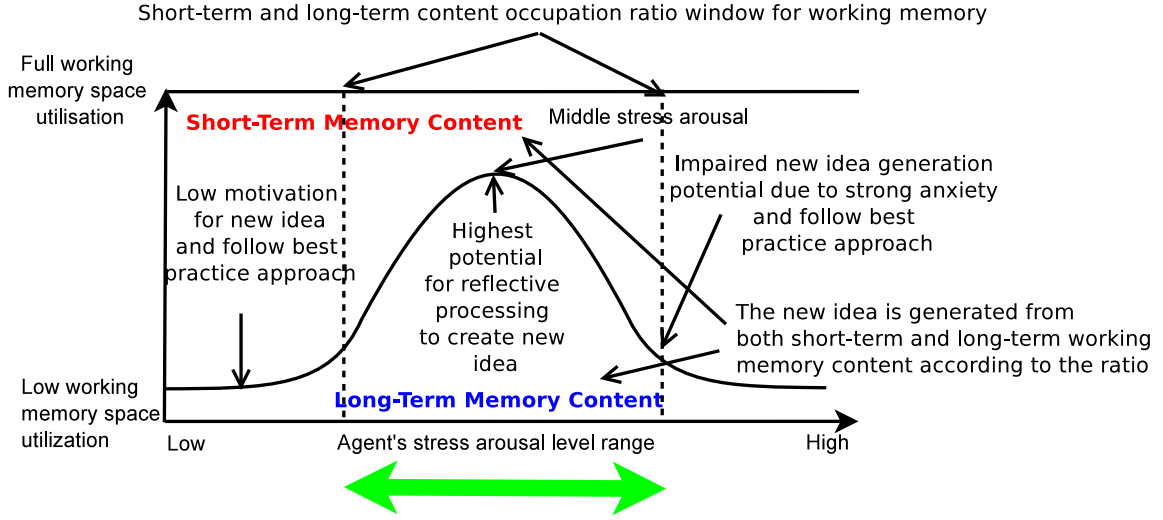 Short-term and long-term content occupation ratio window for working memory
Full working
memory space
utilisation
Short-Term Memory Content
Middle stress arousal
Low motivation
for new idea
and follow best
practice approach
Highest
potential
for reflective
processing
to create new
idea
Impaired new idea generation
potential due to strong anxiety
and follow best
practice approach
The new idea is generated from
both short-term and long-term working
memory content according to the ratio
Low working
memory space
utilization
Long-Term Memory Content
Low
Agent's stress arousal level range
High